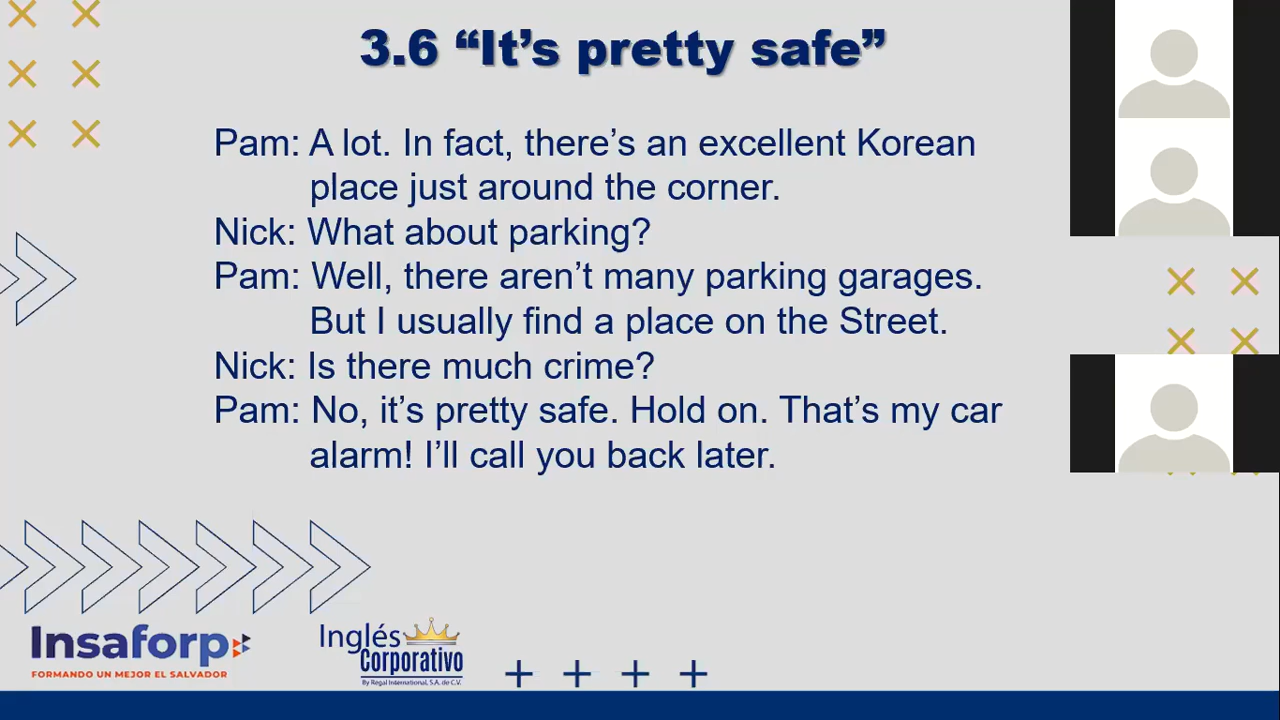 3.6 “It’s pretty safe”
Pam: A lot. In fact, there’s an excellent Korean
place just around the corner.
Nick: What about parking?
Pam: Well, there aren’t many parking garages.
But I usually find a place on the Street.
Nick: Is there much crime?
Pam: No, it’s pretty safe. Hold on. That’s my car
alarm! I’ll call you back later.
Insaforp
FORMANDO UN MEJOR EL SALVADOR
Inglés
Corporativo
By Regal International, S.A. de C.V.